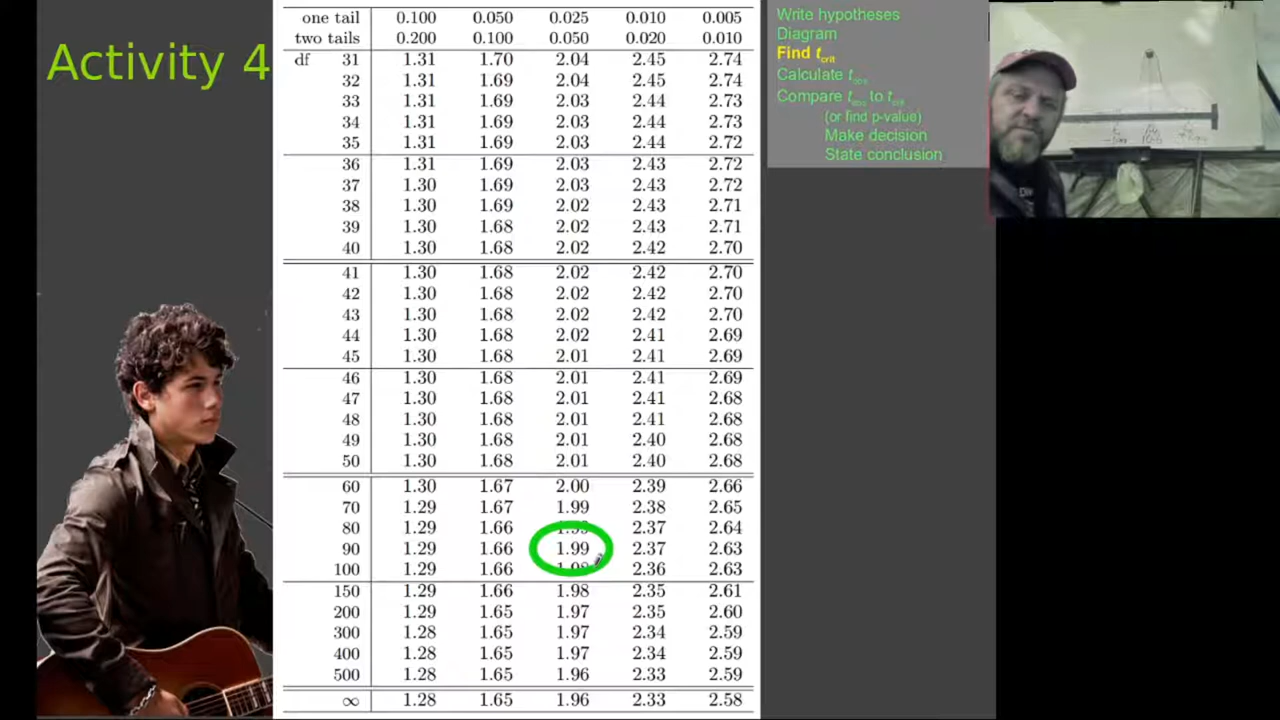 Activity 4
one tail 0.100 0.050 0.025 0.010 0.005
two tails 0.200 0.100 0.050 0.020 0.010
df 31 1.31 1.70 2.04 2.45 2.74
32 1.31 1.69 2.04 2.45 2.74
33 1.31 1.69 2.03 2.44 2.73
34 1.31 1.69 2.03 2.44 2.73
35 1.31 1.69 2.03 2.44 2.72
36 1.31 1.69 2.03 2.43 2.72
37 1.30 1.69 2.03 2.43 2.72
38 1.30 1.69 2.02 2.43 2.71
39 1.30 1.68 2.02 2.43 2.71
40 1.30 1.68 2.02 2.42 2.70
41 1.30 1.68 2.02 2.42 2.70
42 1.30 1.68 2.02 2.42 2.70
43 1.30 1.68 2.02 2.42 2.70
44 1.30 1.68 2.02 2.41 2.69
45 1.30 1.68 2.01 2.41 2.69
46 1.30 1.68 2.01 2.41 2.69
47 1.30 1.68 2.01 2.41 2.68
48 1.30 1.68 2.01 2.41 2.68
49 1.30 1.68 2.01 2.40 2.68
50 1.30 1.68 2.01 2.40 2.68
60 1.30 1.67 2.00 2.39 2.66
70 1.29 1.67 1.99 2.38 2.65
80 1.29 1.66 1.99 2.37 2.64
90 1.29 1.66 1.99 2.37 2.63
100 1.29 1.66 1.98 2.36 2.63
150 1.29 1.66 1.98 2.35 2.61
200 1.29 1.65 1.97 2.35 2.60
300 1.28 1.65 1.97 2.34 2.59
400 1.28 1.65 1.97 2.34 2.59
500 1.28 1.65 1.96 2.33 2.59
∞ 1.28 1.65 1.96 2.33 2.58
Write hypotheses
Diagram
Find t crit
Calculate t obs
Compare t obs to t crit
(or find p-value)
Make decision
State conclusion